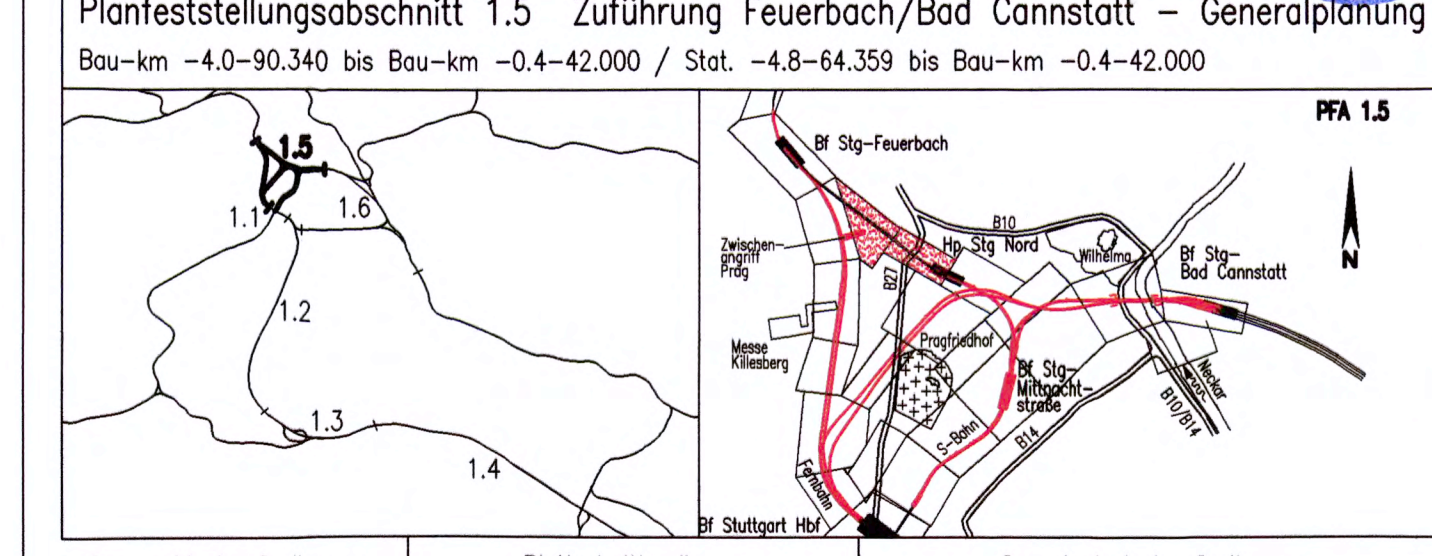 Planfeststellungsabschnitt 1.5 Zuführung Feuerbach/Bad Cannstatt – Generalplanung
Bau-km -4.0-90.340 bis Bau-km -0.4-42.000 / Stat. -4.8-64.359 bis Bau-km -0.4-42.000
1.5
1.1
1.6
1.2
1.3
1.4
PFA 1.5
Bf Stg-Feuerbach
B10
Hp Stg Nord
Wilhelma
Bf Stg-
Bad Cannstatt
N
Zwischen-
angriff
Prag
B27
Messe
Killesberg
Pragfriedhof
Bf Stg-
Mittnacht-
straße
Neckar
B10/B14
S-Bahn
B14
Fernbahn
Bf Stuttgart Hbf